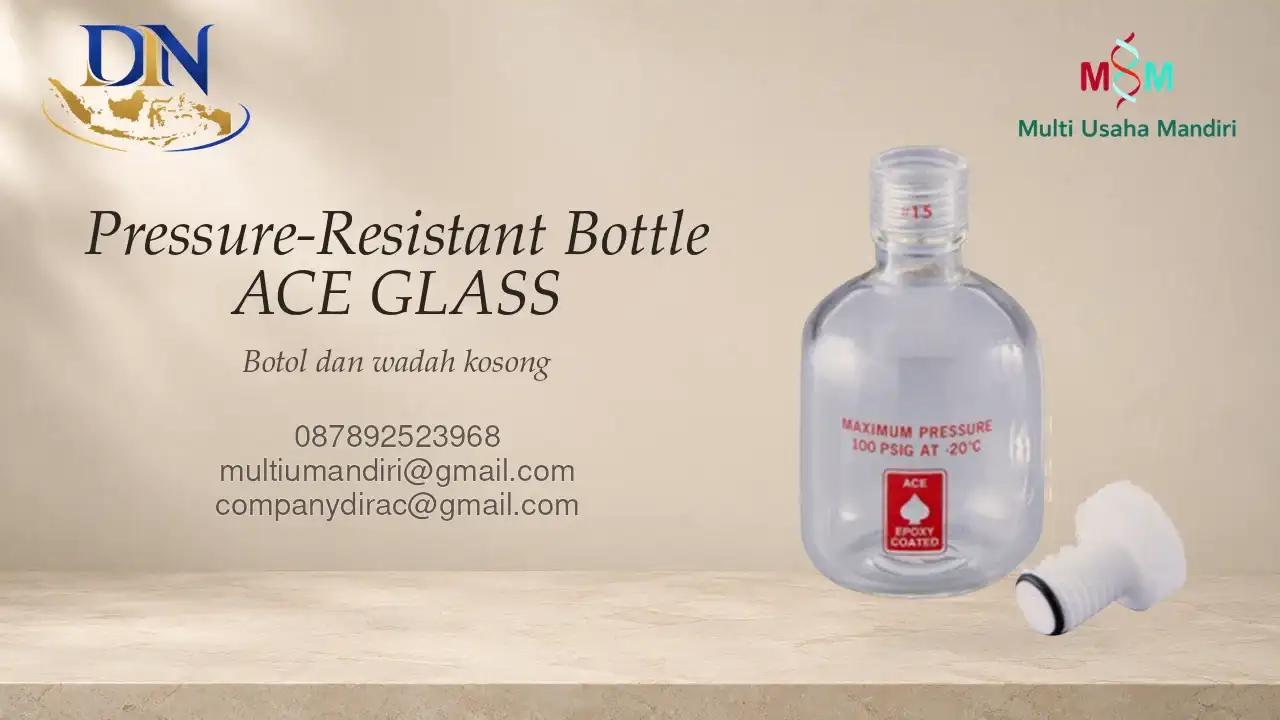 DIN
MSM
Multi Usaha Mandiri
Pressure-Resistant Bottle
ACE GLASS
Botol dan wadah kosong
087892523968
multiumandiri@gmail.com
companydirac@gmail.com
#15
MAXIMUM PRESSURE
100 PSIG AT -20°C
ACE
EPOXY
COATED